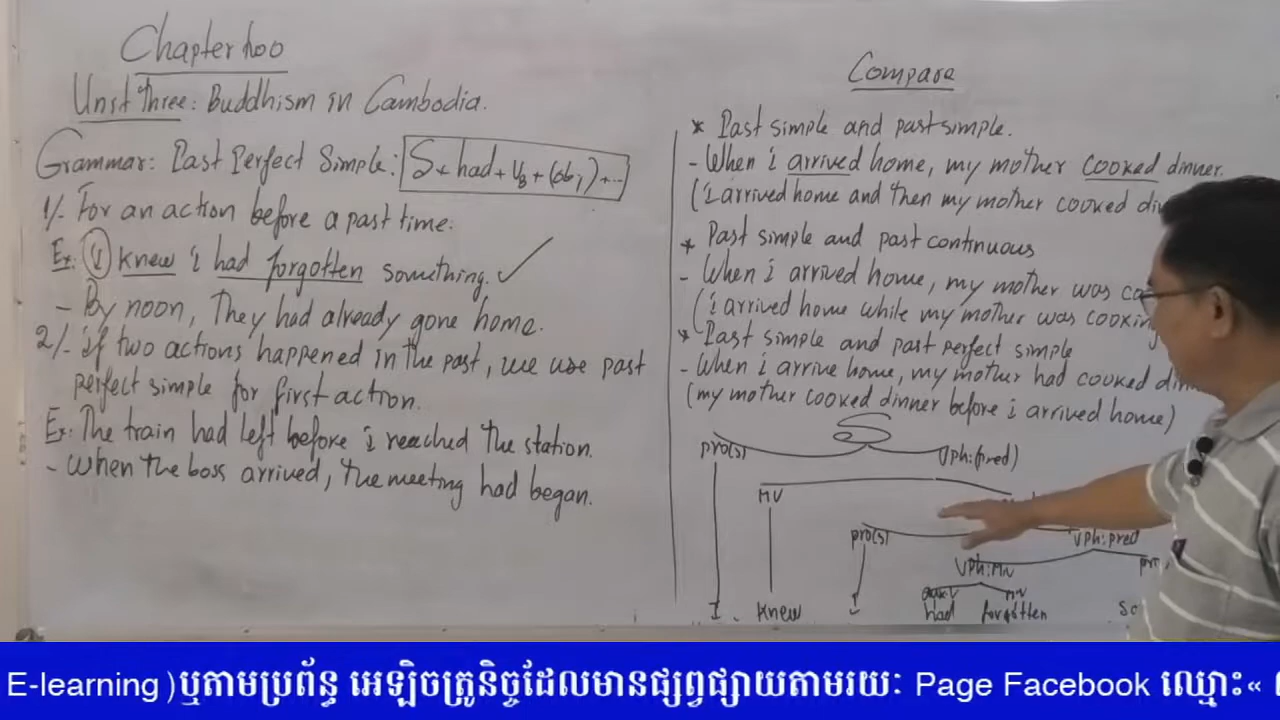 Chapter two
Unit Three: Buddhism in Cambodia.
Grammar: Past Perfect Simple: S + had + V3 + (obj) + ...
1/- For an action before a past time.
Ex: I knew i had forgotten something. ✓
- By noon, They had already gone home.
2/- if two actions happened in the past, we use past
perfect simple for first action.
Ex: The train had left before i reached the station.
- When the boss arrived, the meeting had began.
Compare
* Past simple and past simple.
- When i arrived home, my mother cooked dinner.
(i arrived home and then my mother cooked
* Past simple and past continuous
- When i arrived home, my mother was
(i arrived home while my mother was cooking
* Past simple and past perfect simple
- When i arrive home, my mother had cooked
(my mother cooked dinner before i arrived home)
S
pro(s) Vph:(pred)
MV
pro(s) Vph:pred
Vph:MV
auxV MV
I knew I had forgotten
E-learning )ឬតាមប្រព័ន្ធ អេឡិចត្រូនិច្ចដែលមានផ្សព្វផ្សាយតាមរយៈ Page Facebook ឈ្មោះ«